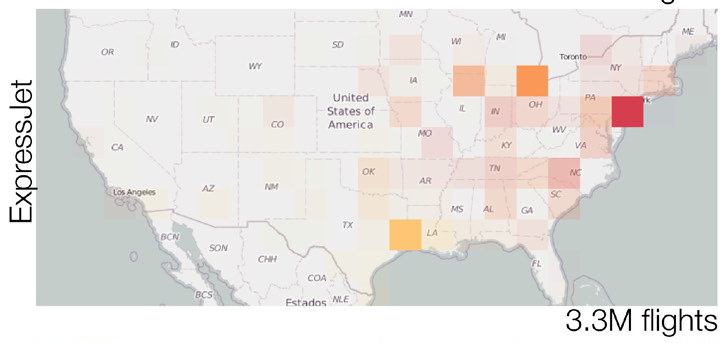 ExpressJet
MN
ME
OR
ID
SD
WI
MI
Toronto
WY
IA
NY
United
States of
America
NV
UT
CO
IL
IN
OH
PA
rk
CA
MO
KY
WV
VA
Los Angeles
AZ
NM
OK
AR
TN
NC
SC
TX
MS
AL
GA
LA
BCN
SON
CHH
FL
COA
BCS
Estados
NLE
3.3M flights